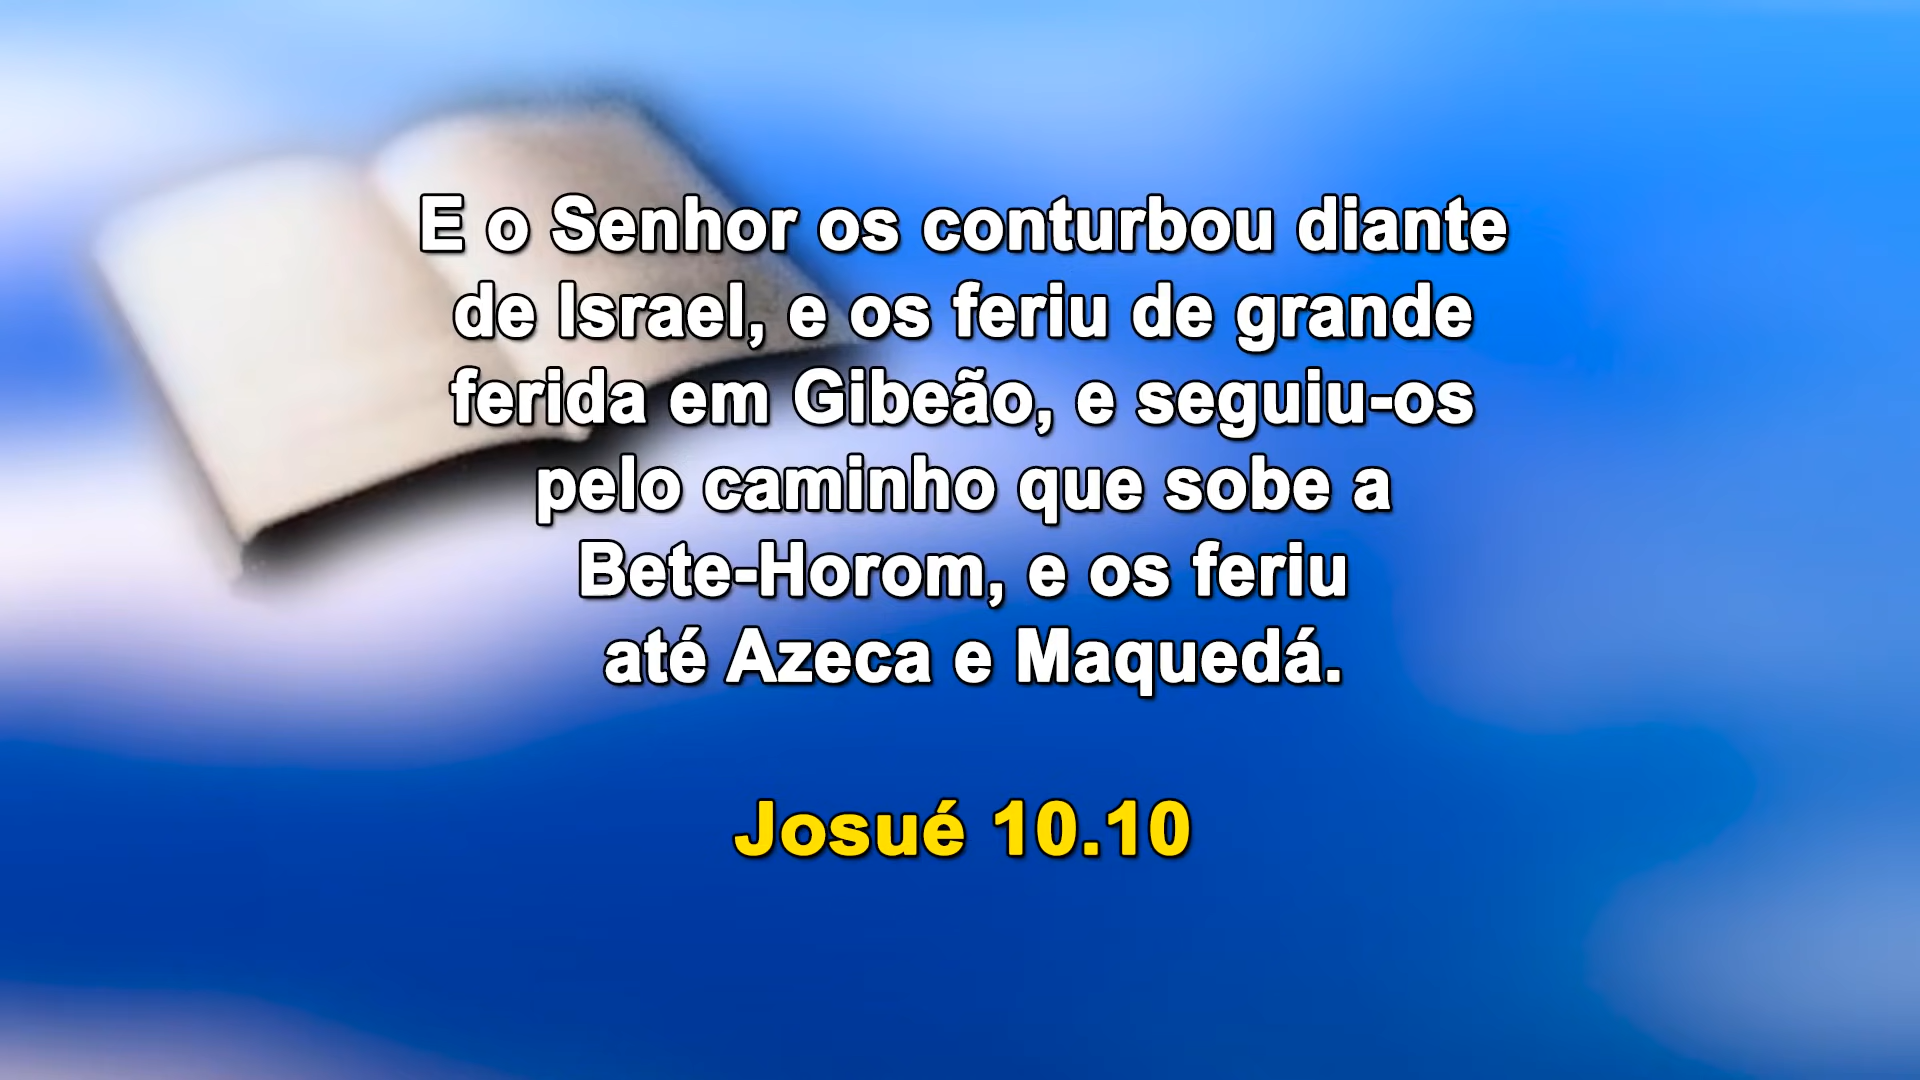 E o Senhor os conturbou diante
de Israel, e os feriu de grande
ferida em Gibeão, e seguiu-os
pelo caminho que sobe a
Bete-Horom, e os feriu
até Azeca e Maquedá.
Josué 10.10